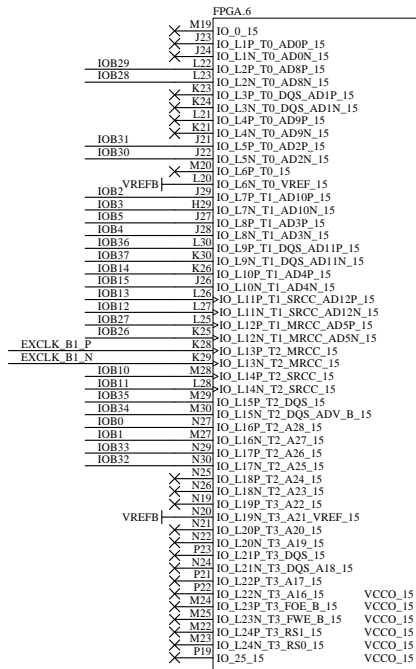 FPGA.6
M19 IO_0_15
J23 IO_L1P_T0_AD0P_15
J24 IO_L1N_T0_AD0N_15
IOB29 L22 IO_L2P_T0_AD8P_15
IOB28 L23 IO_L2N_T0_AD8N_15
K23 IO_L3P_T0_DQS_AD1P_15
K24 IO_L3N_T0_DQS_AD1N_15
L21 IO_L4P_T0_AD9P_15
K21 IO_L4N_T0_AD9N_15
IOB31 J21 IO_L5P_T0_AD2P_15
IOB30 J22 IO_L5N_T0_AD2N_15
M20 IO_L6P_T0_15
VREFB L20 IO_L6N_T0_VREF_15
IOB2 J29 IO_L7P_T1_AD10P_15
IOB3 H29 IO_L7N_T1_AD10N_15
IOB5 J27 IO_L8P_T1_AD3P_15
IOB4 J28 IO_L8N_T1_AD3N_15
IOB36 L30 IO_L9P_T1_DQS_AD11P_15
IOB37 K30 IO_L9N_T1_DQS_AD11N_15
IOB14 K26 IO_L10P_T1_AD4P_15
IOB15 J26 IO_L10N_T1_AD4N_15
IOB13 L26 IO_L11P_T1_SRCC_AD12P_15
IOB12 L27 IO_L11N_T1_SRCC_AD12N_15
IOB27 L25 IO_L12P_T1_MRCC_AD5P_15
IOB26 K25 IO_L12N_T1_MRCC_AD5N_15
EXCLK_B1_P K28 IO_L13P_T2_MRCC_15
EXCLK_B1_N K29 IO_L13N_T2_MRCC_15
IOB10 M28 IO_L14P_T2_SRCC_15
IOB11 L28 IO_L14N_T2_SRCC_15
IOB35 M29 IO_L15P_T2_DQS_15
IOB34 M30 IO_L15N_T2_DQS_ADV_B_15
IOB0 N27 IO_L16P_T2_A28_15
IOB1 M27 IO_L16N_T2_A27_15
IOB33 N29 IO_L17P_T2_A26_15
IOB32 N30 IO_L17N_T2_A25_15
N25 IO_L18P_T2_A24_15
N26 IO_L18N_T2_A23_15
N19 IO_L19P_T3_A22_15
VREFB N20 IO_L19N_T3_A21_VREF_15
N21 IO_L20P_T3_A20_15
N22 IO_L20N_T3_A19_15
P23 IO_L21P_T3_DQS_15
N24 IO_L21N_T3_DQS_A18_15
P21 IO_L22P_T3_A17_15
P22 IO_L22N_T3_A16_15 VCCO_15
M24 IO_L23P_T3_FOE_B_15 VCCO_15
M25 IO_L23N_T3_FWE_B_15 VCCO_15
M22 IO_L24P_T3_RS1_15 VCCO_15
M23 IO_L24N_T3_RS0_15 VCCO_15
P19 IO_25_15 VCCO_15